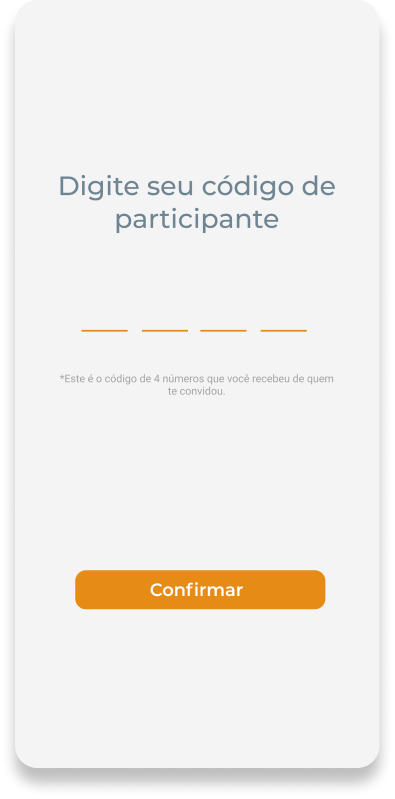 Digite seu código de
participante
*Este é o código de 4 números que você recebeu de quem
te convidou.
Confirmar